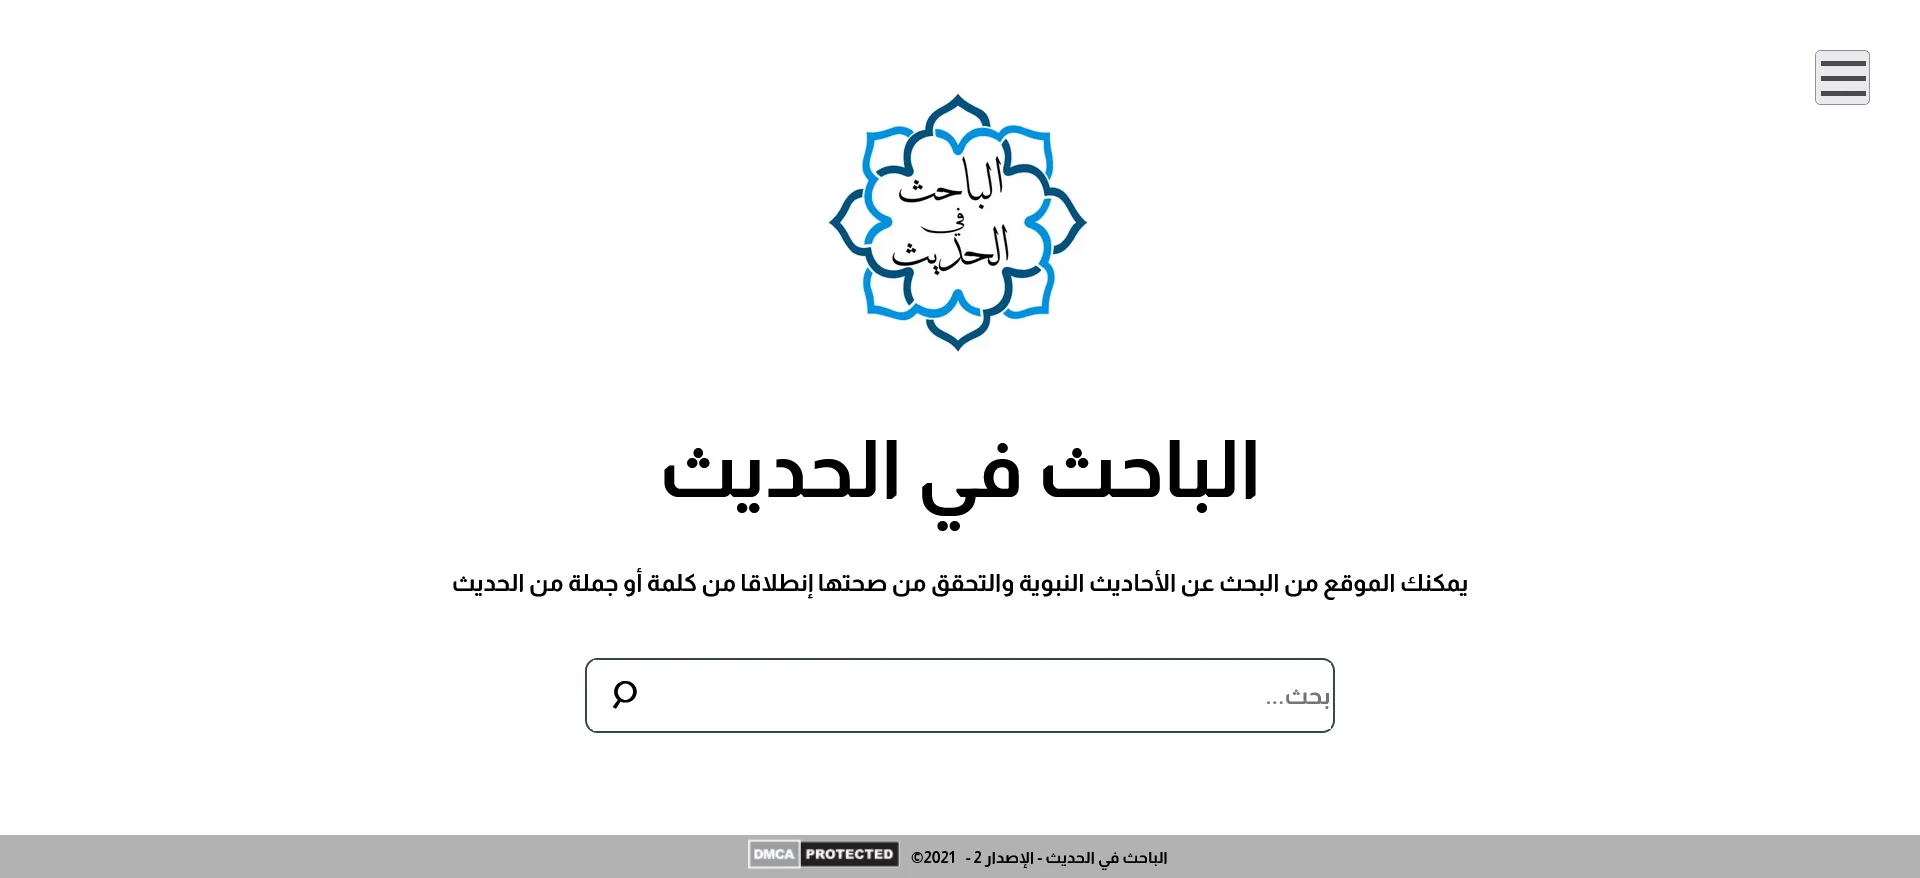 الباحث
في
الحديث
الباحث في الحديث
يمكنك الموقع من البحث عن الأحاديث النبوية والتحقق من صحتها إنطلاقا من كلمة أو جملة من الحديث
بحث...
الباحث في الحديث - الإصدار 2 - 2021©
DMCA PROTECTED